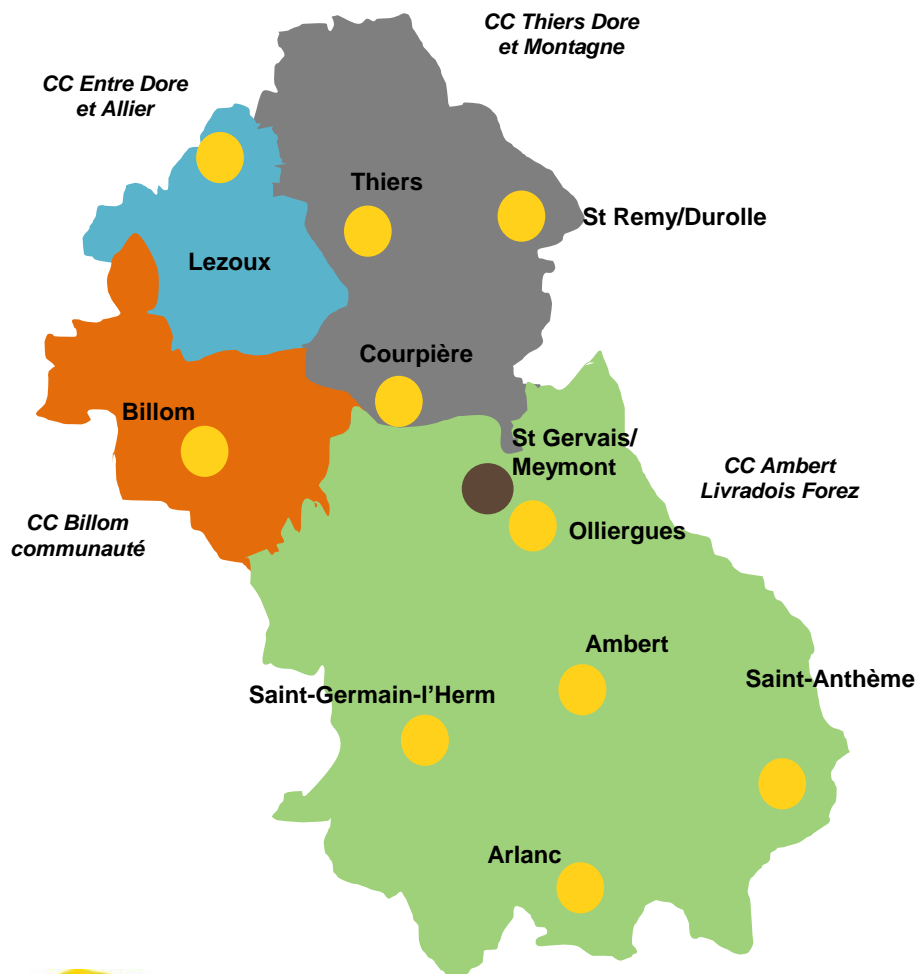 CC Thiers Dore
et Montagne
CC Entre Dore
et Allier
Thiers
St Remy/Durolle
Lezoux
Courpière
Billom
St Gervais/
Meymont
CC Ambert
Livradois Forez
CC Billom
communauté
Olliergues
Ambert
Saint-Anthème
Saint-Germain-l’Herm
Arlanc